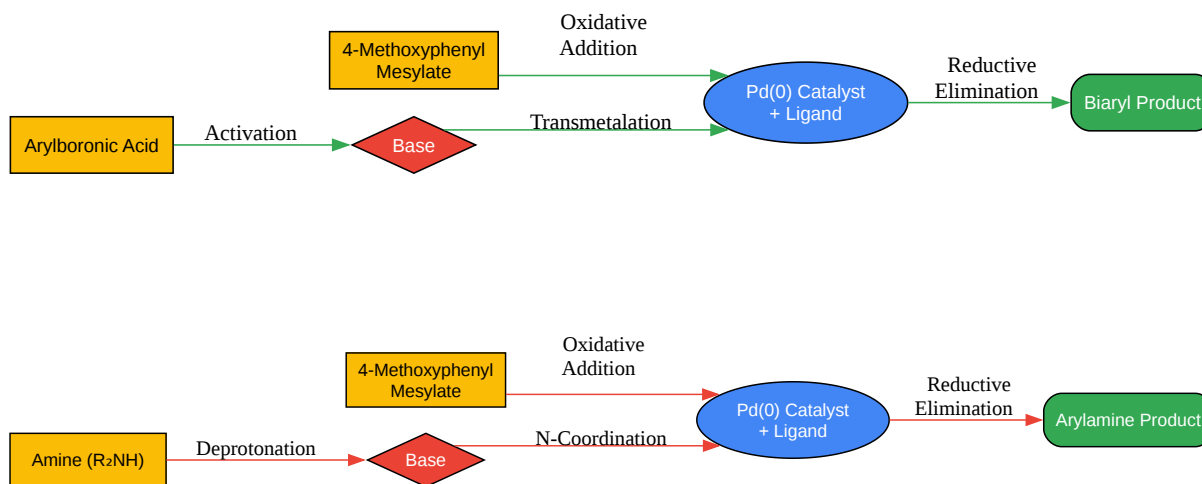 4-Methoxyphenyl
Mesylate
Oxidative
Addition
Arylboronic Acid
Activation
Base
Transmetalation
Pd(0) Catalyst
+ Ligand
Reductive
Elimination
Biaryl Product
4-Methoxyphenyl
Mesylate
Oxidative
Addition
Amine (R₂NH)
Deprotonation
Base
N-Coordination
Pd(0) Catalyst
+ Ligand
Reductive
Elimination
Arylamine Product